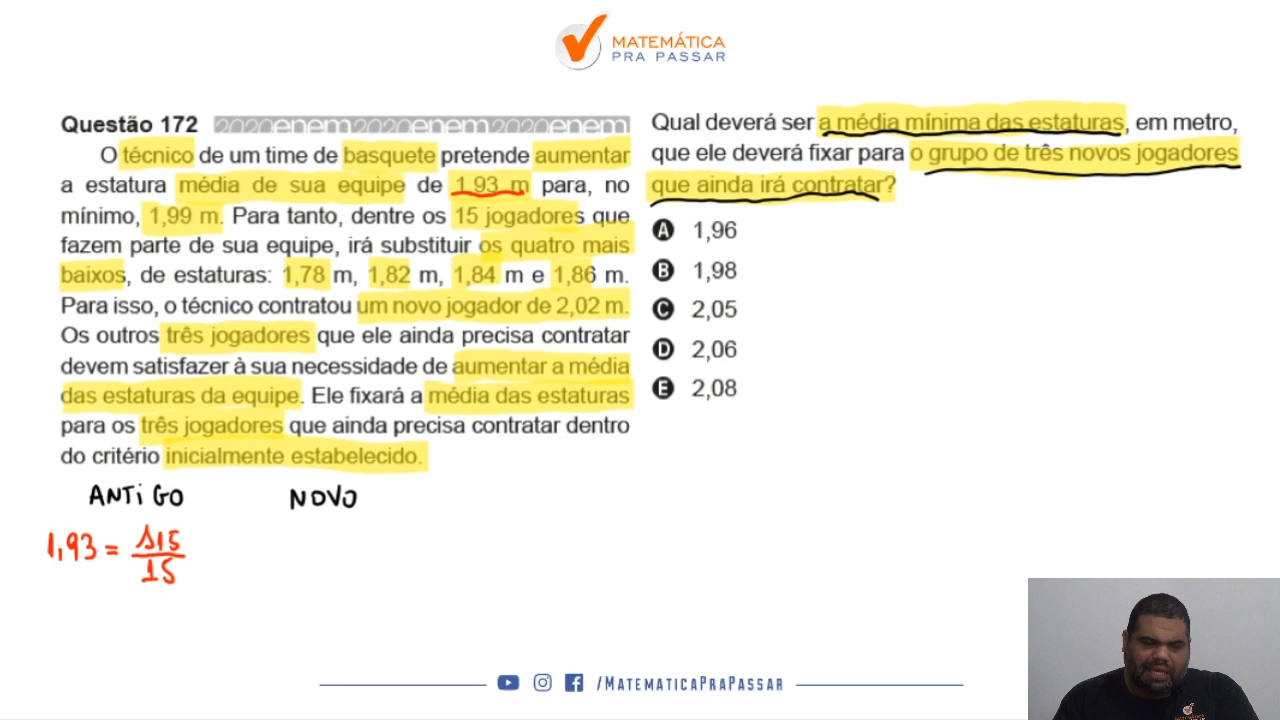 MATEMÁTICA
PRA PASSAR
Questão 172 2020enem2020enem2020enem
O técnico de um time de basquete pretende aumentar
a estatura média de sua equipe de 1,93 m para, no
mínimo, 1,99 m. Para tanto, dentre os 15 jogadores que
fazem parte de sua equipe, irá substituir os quatro mais
baixos, de estaturas: 1,78 m, 1,82 m, 1,84 m e 1,86 m.
Para isso, o técnico contratou um novo jogador de 2,02 m.
Os outros três jogadores que ele ainda precisa contratar
devem satisfazer à sua necessidade de aumentar a média
das estaturas da equipe. Ele fixará a média das estaturas
para os três jogadores que ainda precisa contratar dentro
do critério inicialmente estabelecido.
Qual deverá ser a média mínima das estaturas, em metro,
que ele deverá fixar para o grupo de três novos jogadores
que ainda irá contratar?
A 1,96
B 1,98
C 2,05
D 2,06
E 2,08
ANTIGO NOVO
1,93 = S15
15
/MATEMATICAPRAPASSAR